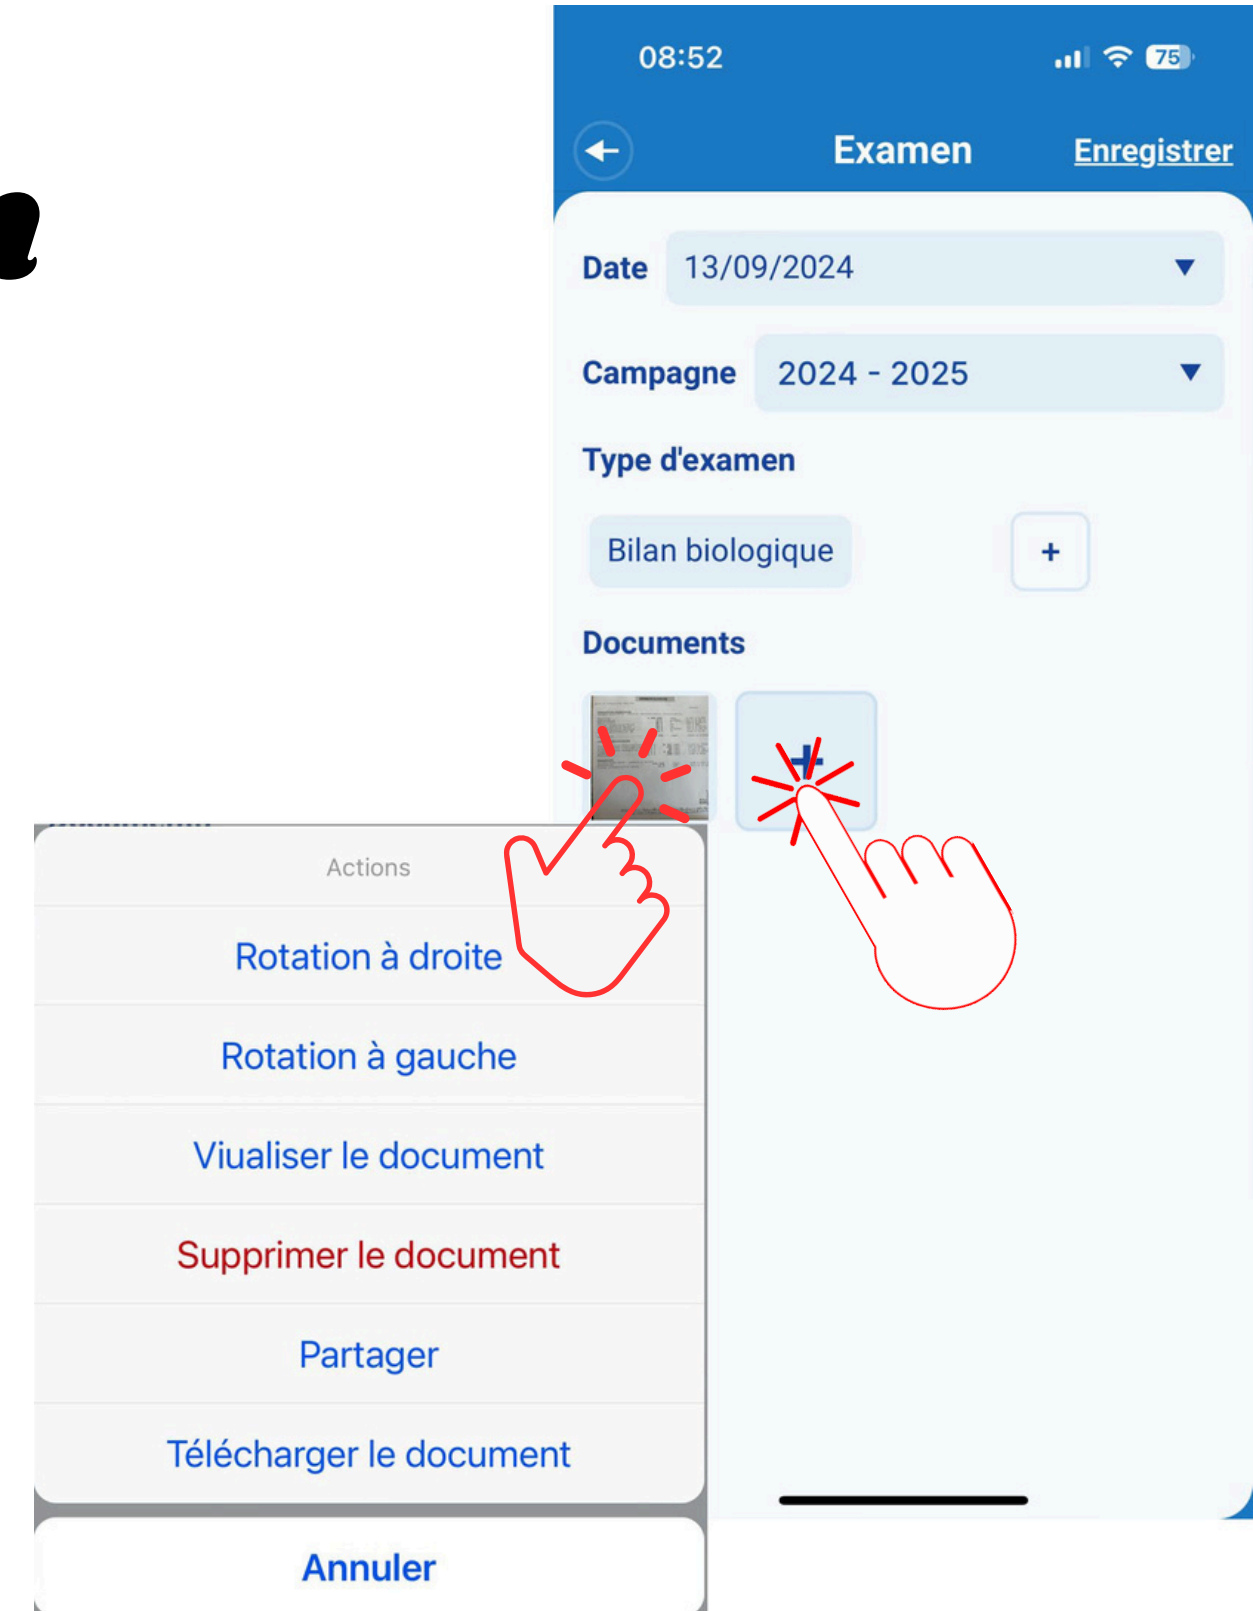 08:52
75
Examen
Enregistrer
Date
13/09/2024
Campagne
2024 - 2025
Type d'examen
Bilan biologique
+
Documents
+
Actions
Rotation à droite
Rotation à gauche
Viualiser le document
Supprimer le document
Partager
Télécharger le document
Annuler